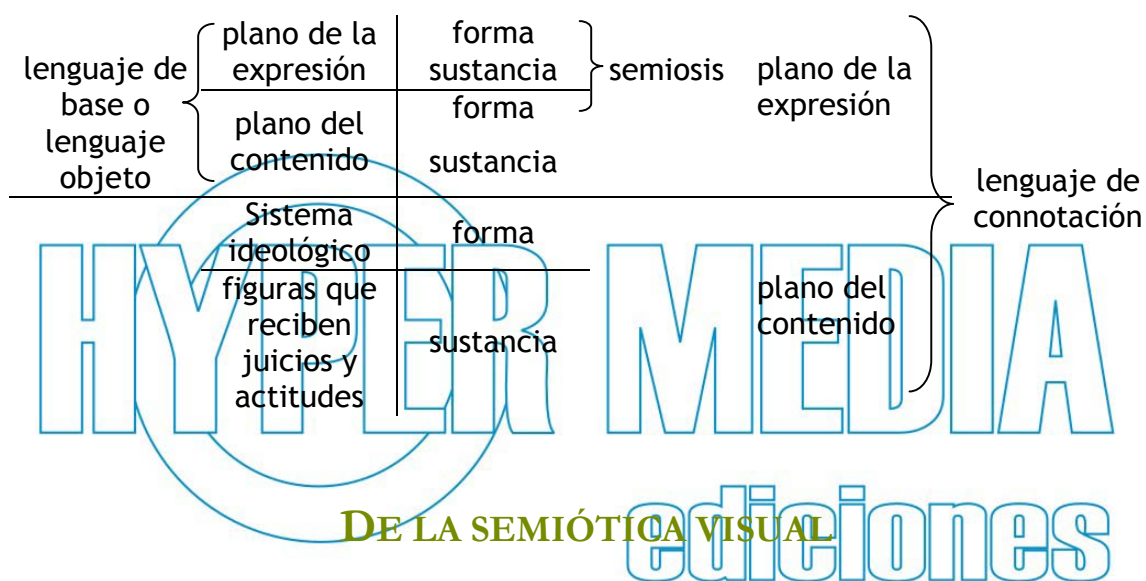 lenguaje de
base o
lenguaje
objeto
plano de la
expresión
forma
sustancia
semiosis
plano de la
expresión
plano del
contenido
forma
sustancia
lenguaje de
connotación
Sistema
ideológico
forma
figuras que
reciben
juicios y
actitudes
sustancia
plano del
contenido
HYPERMEDIA
ediciones
DE LA SEMIÓTICA VISUAL